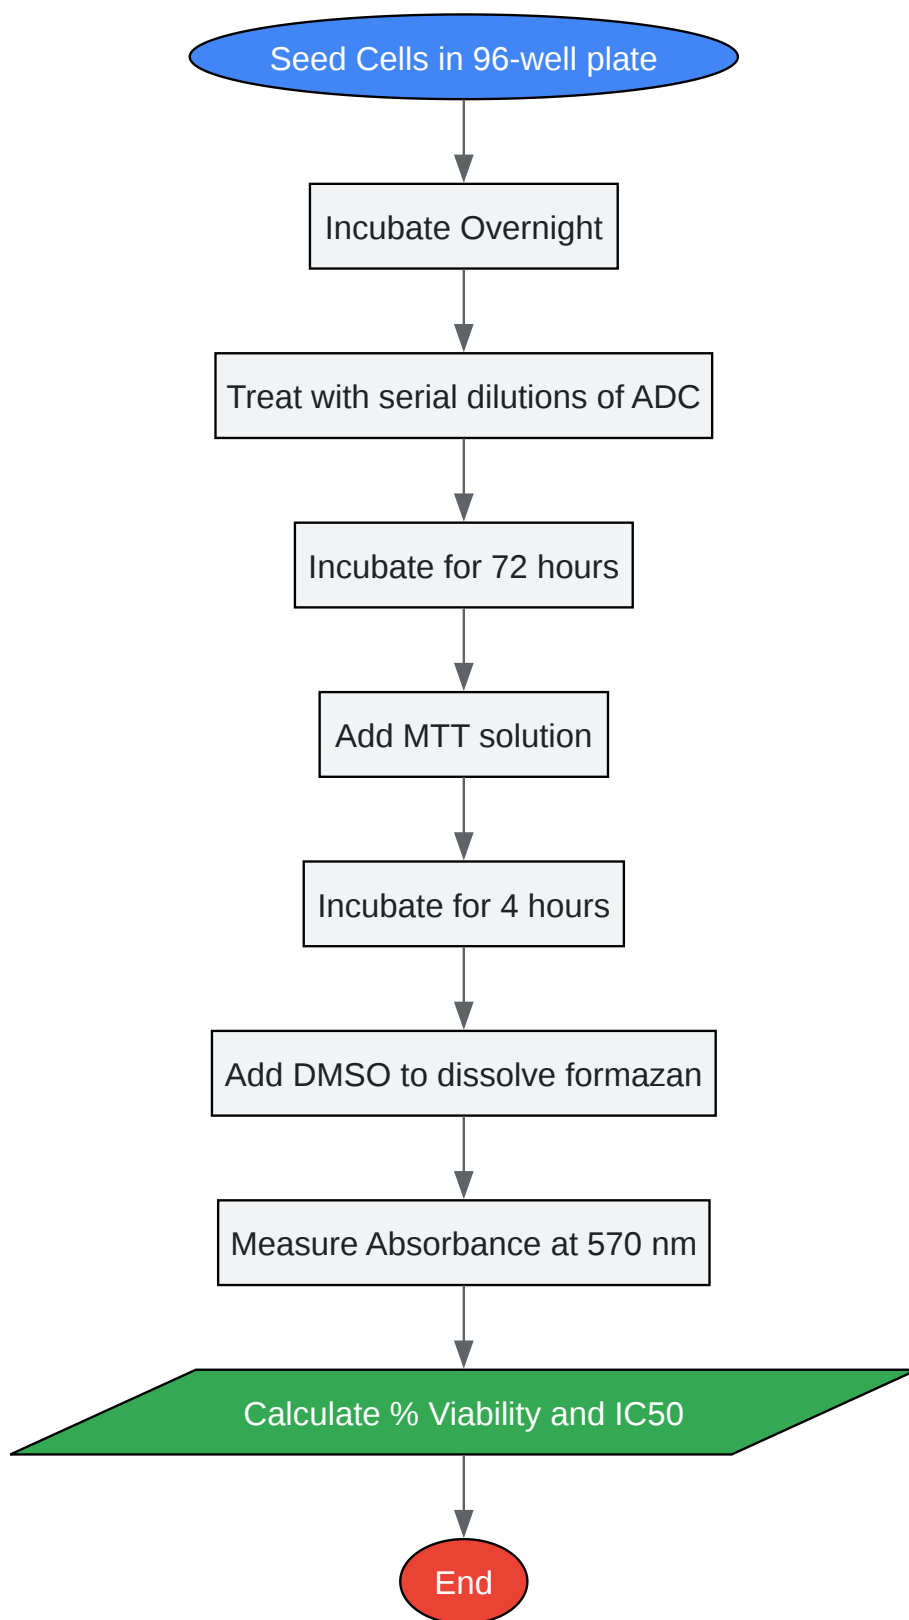 Seed Cells in 96-well plate
Incubate Overnight
Treat with serial dilutions of ADC
Incubate for 72 hours
Add MTT solution
Incubate for 4 hours
Add DMSO to dissolve formazan
Measure Absorbance at 570 nm
Calculate % Viability and IC50
End